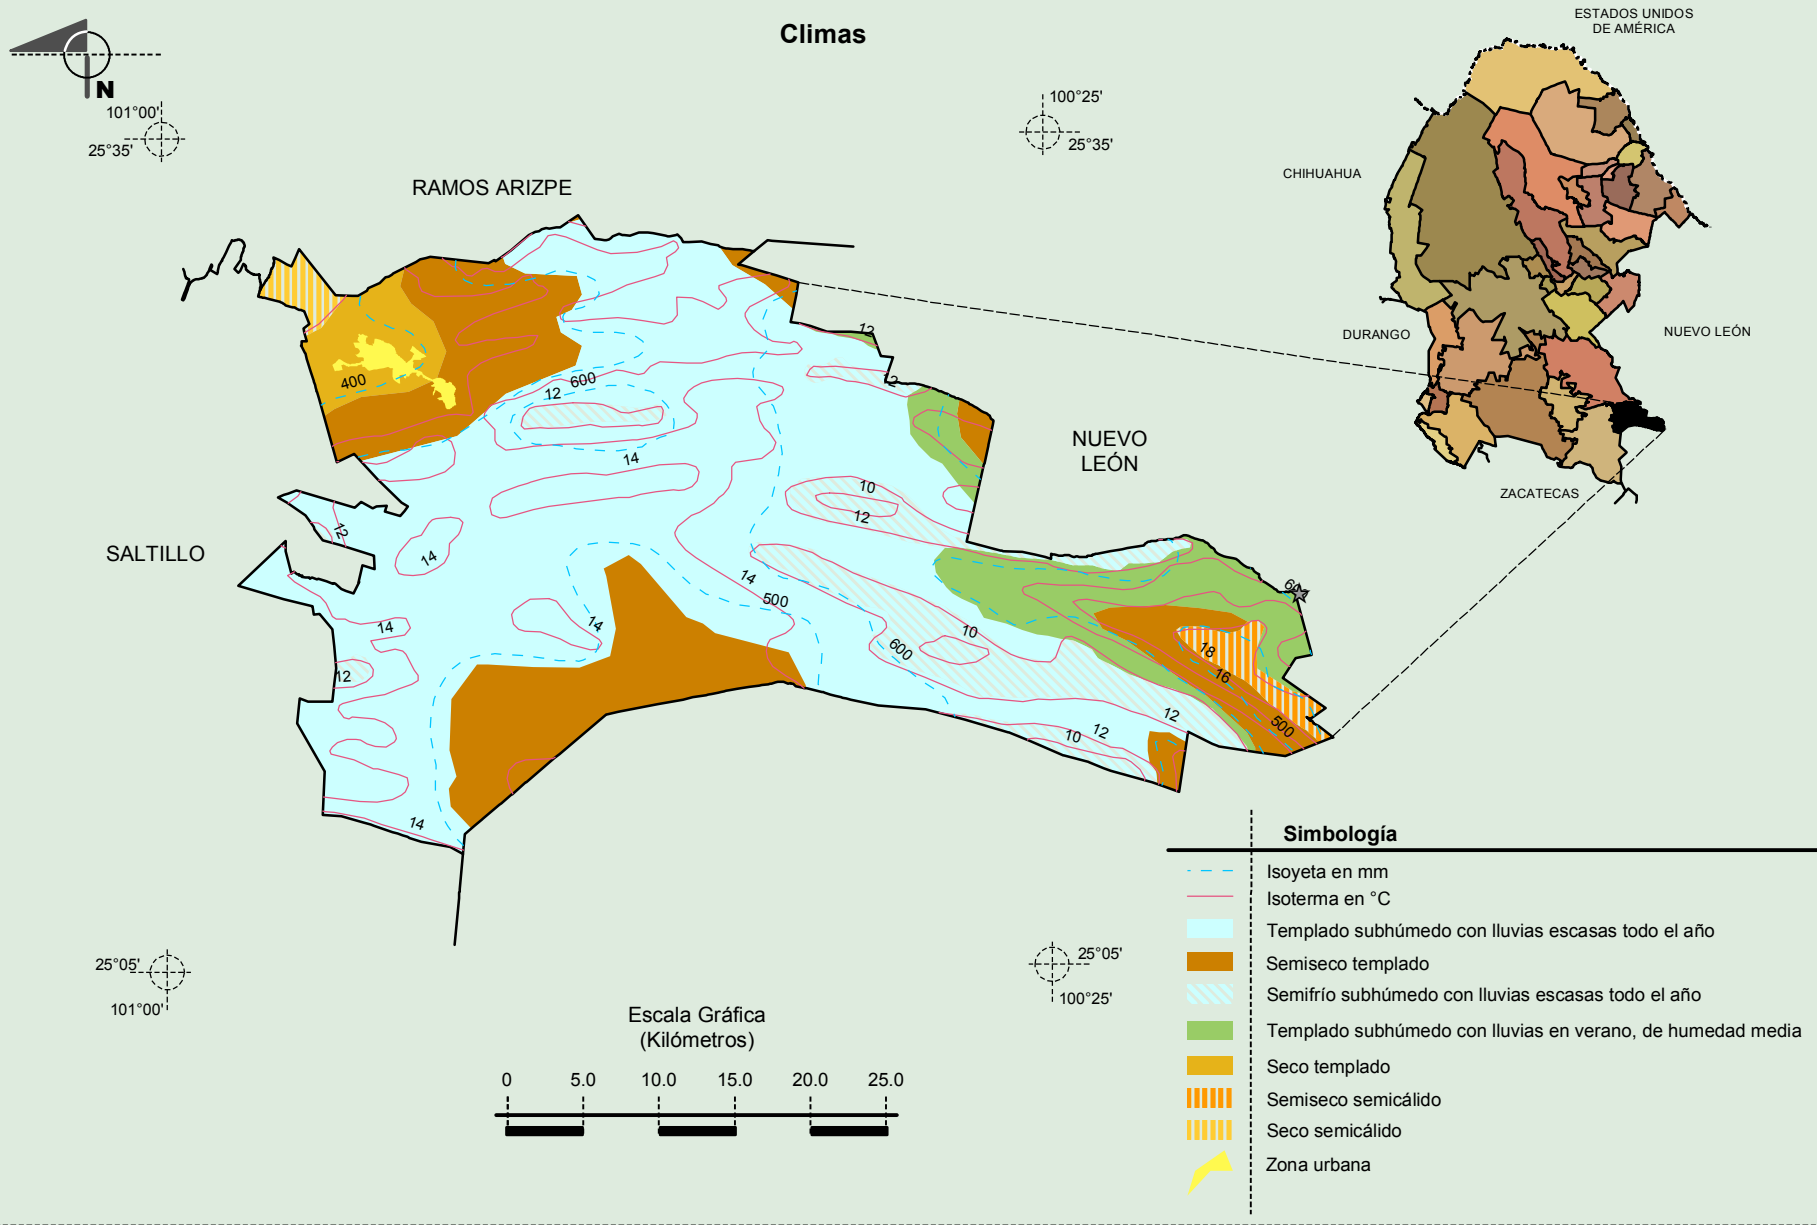 Climas
N
101°00'
25°35'
100°25'
25°35'
ESTADOS UNIDOS
DE AMÉRICA
CHIHUAHUA
DURANGO
NUEVO LEÓN
ZACATECAS
RAMOS ARIZPE
NUEVO
LEÓN
SALTILLO
400
600
12
12
12
14
10
12
12
14
14
500
14
14
12
10
600
18
16
500
12
12
10
14
25°05'
101°00'
25°05'
100°25'
Escala Gráfica
(Kilómetros)
0 5.0 10.0 15.0 20.0 25.0
Simbología
Isoyeta en mm
Isoterma en °C
Templado subhúmedo con lluvias escasas todo el año
Semiseco templado
Semifrío subhúmedo con lluvias escasas todo el año
Templado subhúmedo con lluvias en verano, de humedad media
Seco templado
Semiseco semicálido
Seco semicálido
Zona urbana